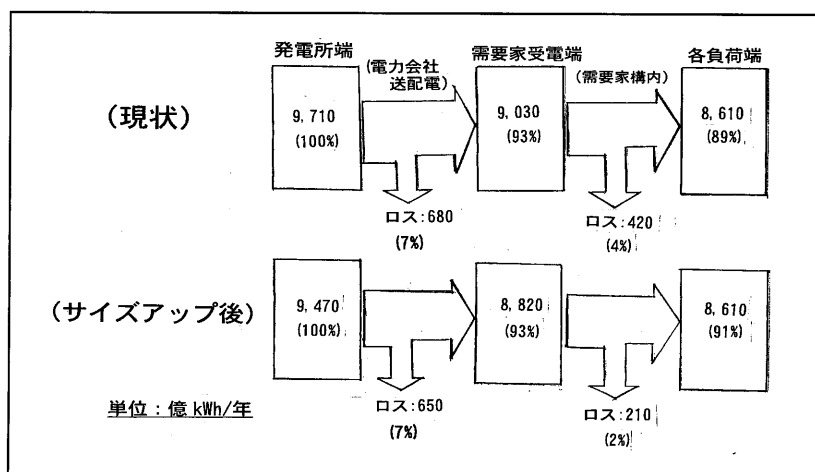 発電所端
(電力会社
送配電)
需要家受電端
(需要家構内)
各負荷端
(現状)
9,710
(100%)
9,030
(93%)
8,610
(89%)
ロス:680
(7%)
ロス:420
(4%)
(サイズアップ後)
9,470
(100%)
8,820
(93%)
8,610
(91%)
ロス:650
(7%)
ロス:210
(2%)
単位:億kWh/年